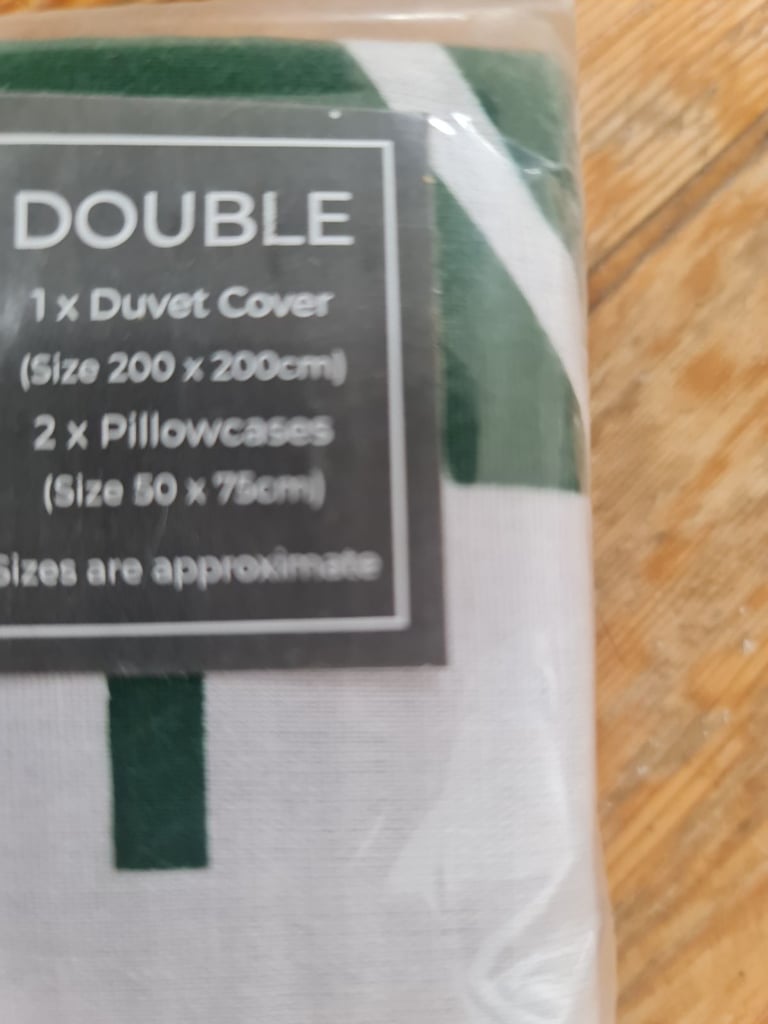 DOUBLE
1 x Duvet Cover
(Size 200 x 200cm)
2 x Pillowcases
(Size 50 x 75cm)
Sizes are approximate